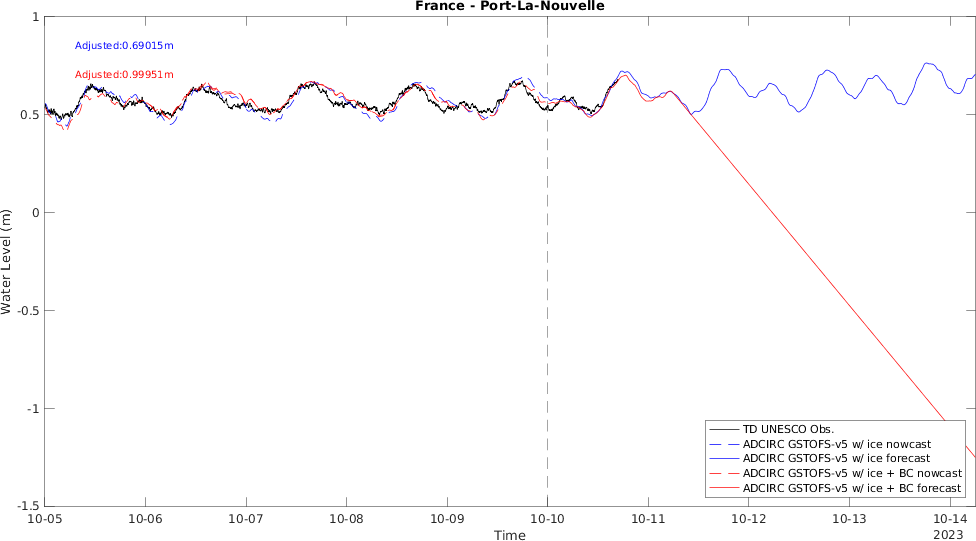 France - Port-La-Nouvelle
Adjusted:0.69015m
Adjusted:0.99951m
1
0.5
0
-0.5
-1
-1.5
Water Level (m)
TD UNESCO Obs.
ADCIRC GSTOFS-v5 w/ ice nowcast
ADCIRC GSTOFS-v5 w/ ice forecast
ADCIRC GSTOFS-v5 w/ ice + BC nowcast
ADCIRC GSTOFS-v5 w/ ice + BC forecast
10-05 10-06 10-07 10-08 10-09 10-10 10-11 10-12 10-13 10-14
2023
Time